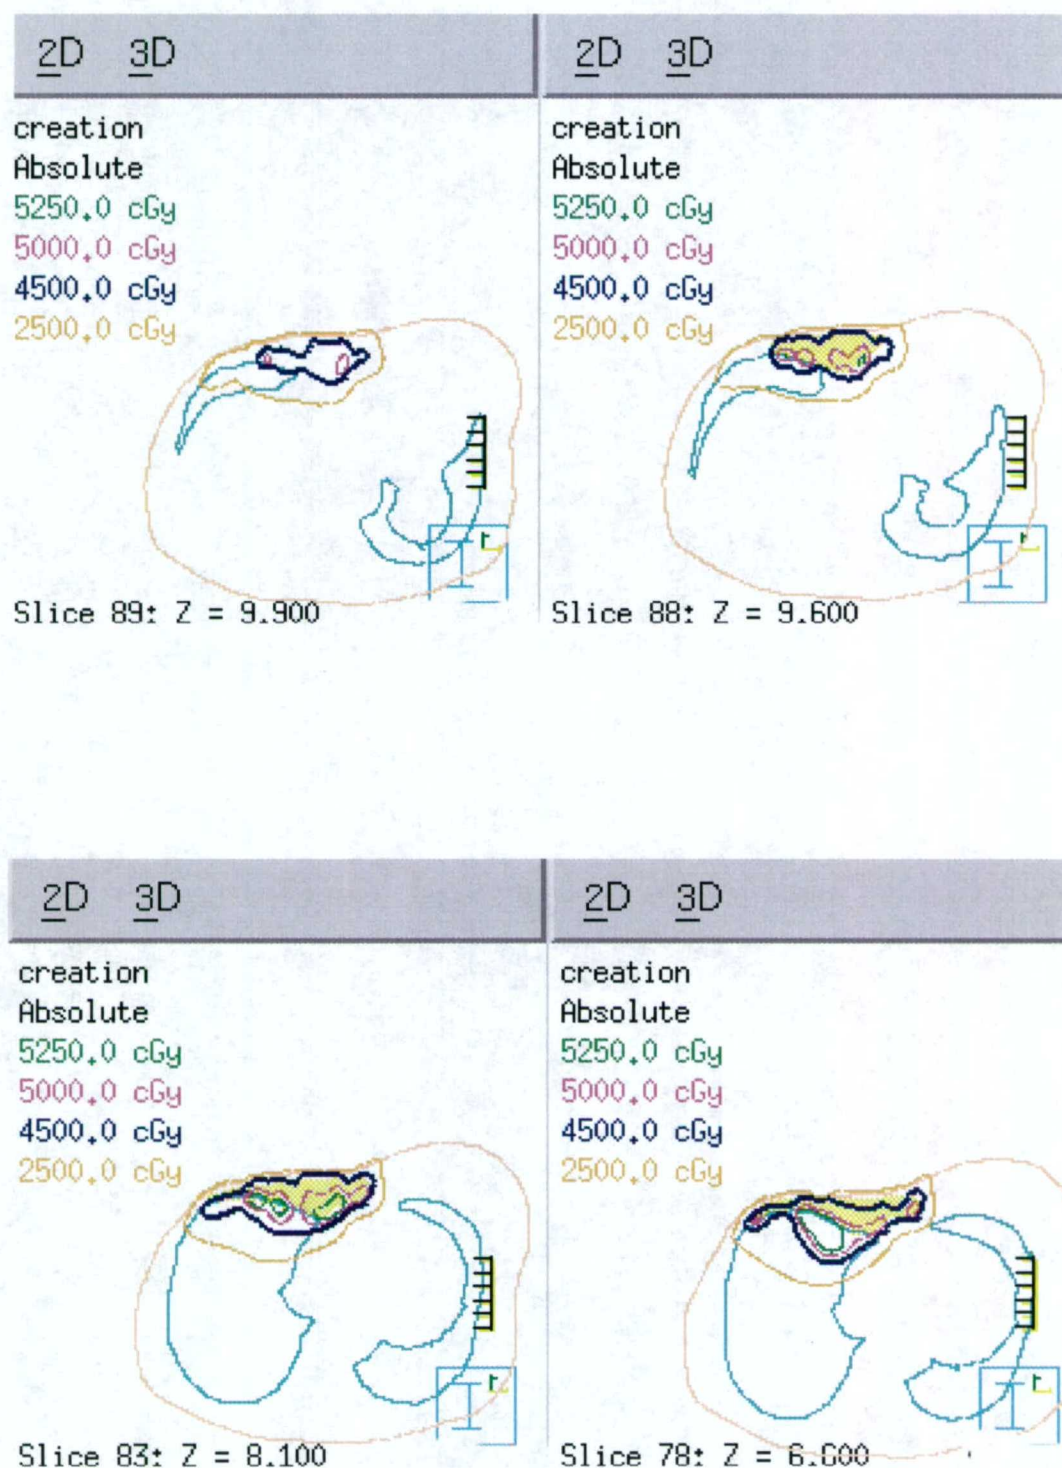 2D 3D
creation
Absolute
5250.0 cGy
5000.0 cGy
4500.0 cGy
2500.0 cGy
Slice 89: Z = 9.900
2D 3D
creation
Absolute
5250.0 cGy
5000.0 cGy
4500.0 cGy
2500.0 cGy
Slice 88: Z = 9.600
2D 3D
creation
Absolute
5250.0 cGy
5000.0 cGy
4500.0 cGy
2500.0 cGy
Slice 83: Z = 8.100
2D 3D
creation
Absolute
5250.0 cGy
5000.0 cGy
4500.0 cGy
2500.0 cGy
Slice 78: Z = 6.600